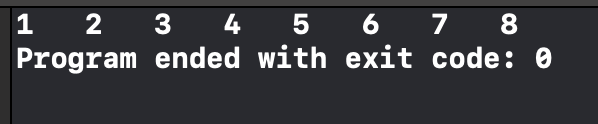 1   2   3   4   5   6   7   8
Program ended with exit code: 0